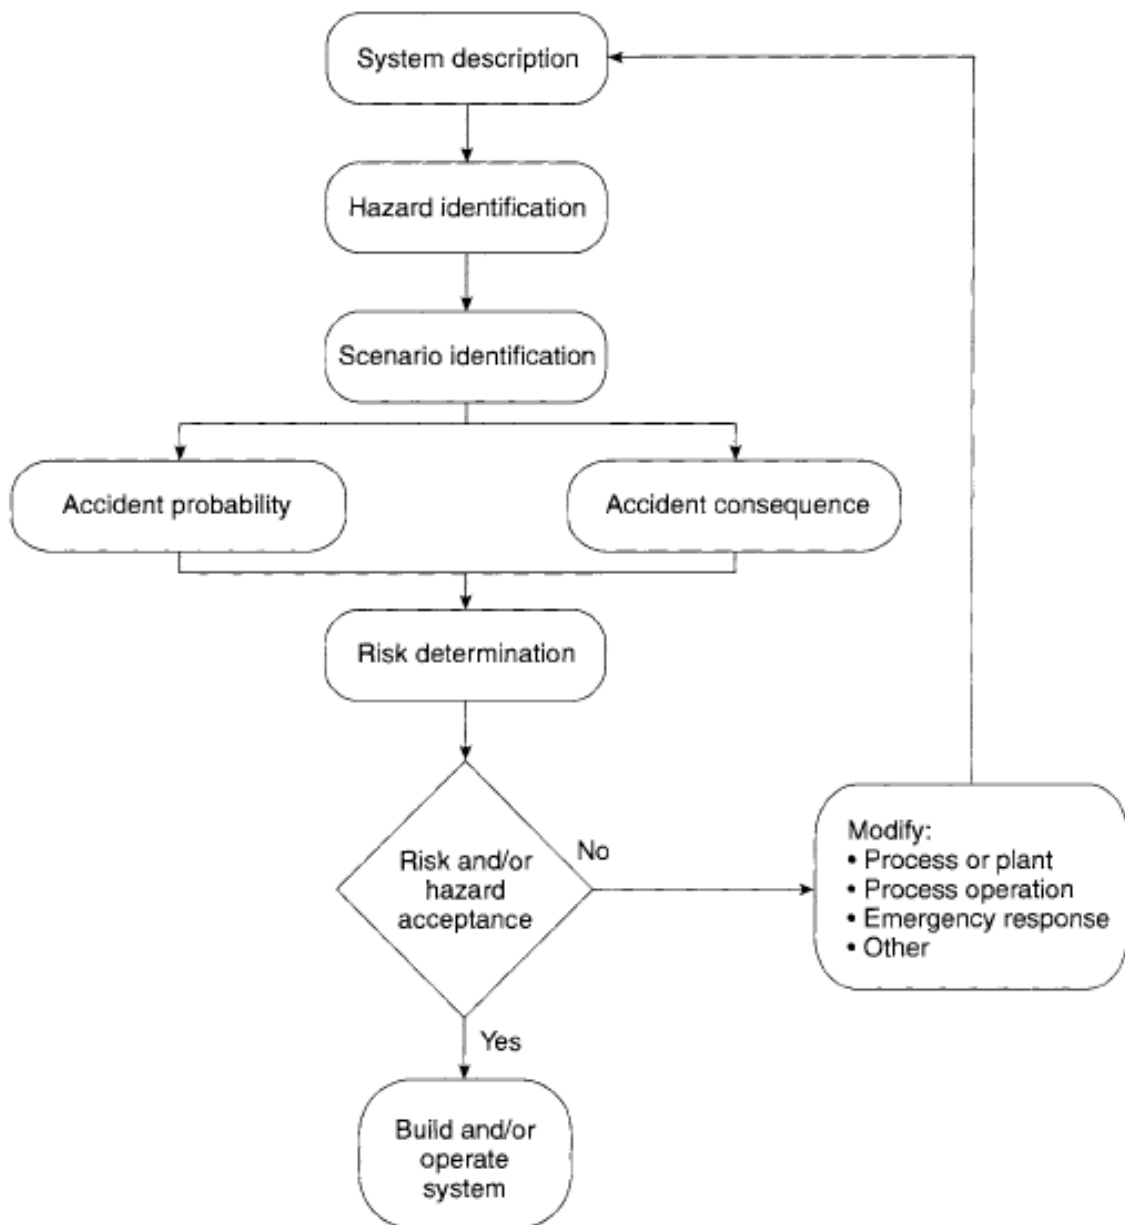 System description
Hazard identification
Scenario identification
Accident probability
Accident consequence
Risk determination
Risk and/or
hazard
acceptance
No
Modify:
• Process or plant
• Process operation
• Emergency response
• Other
Yes
Build and/or
operate
system